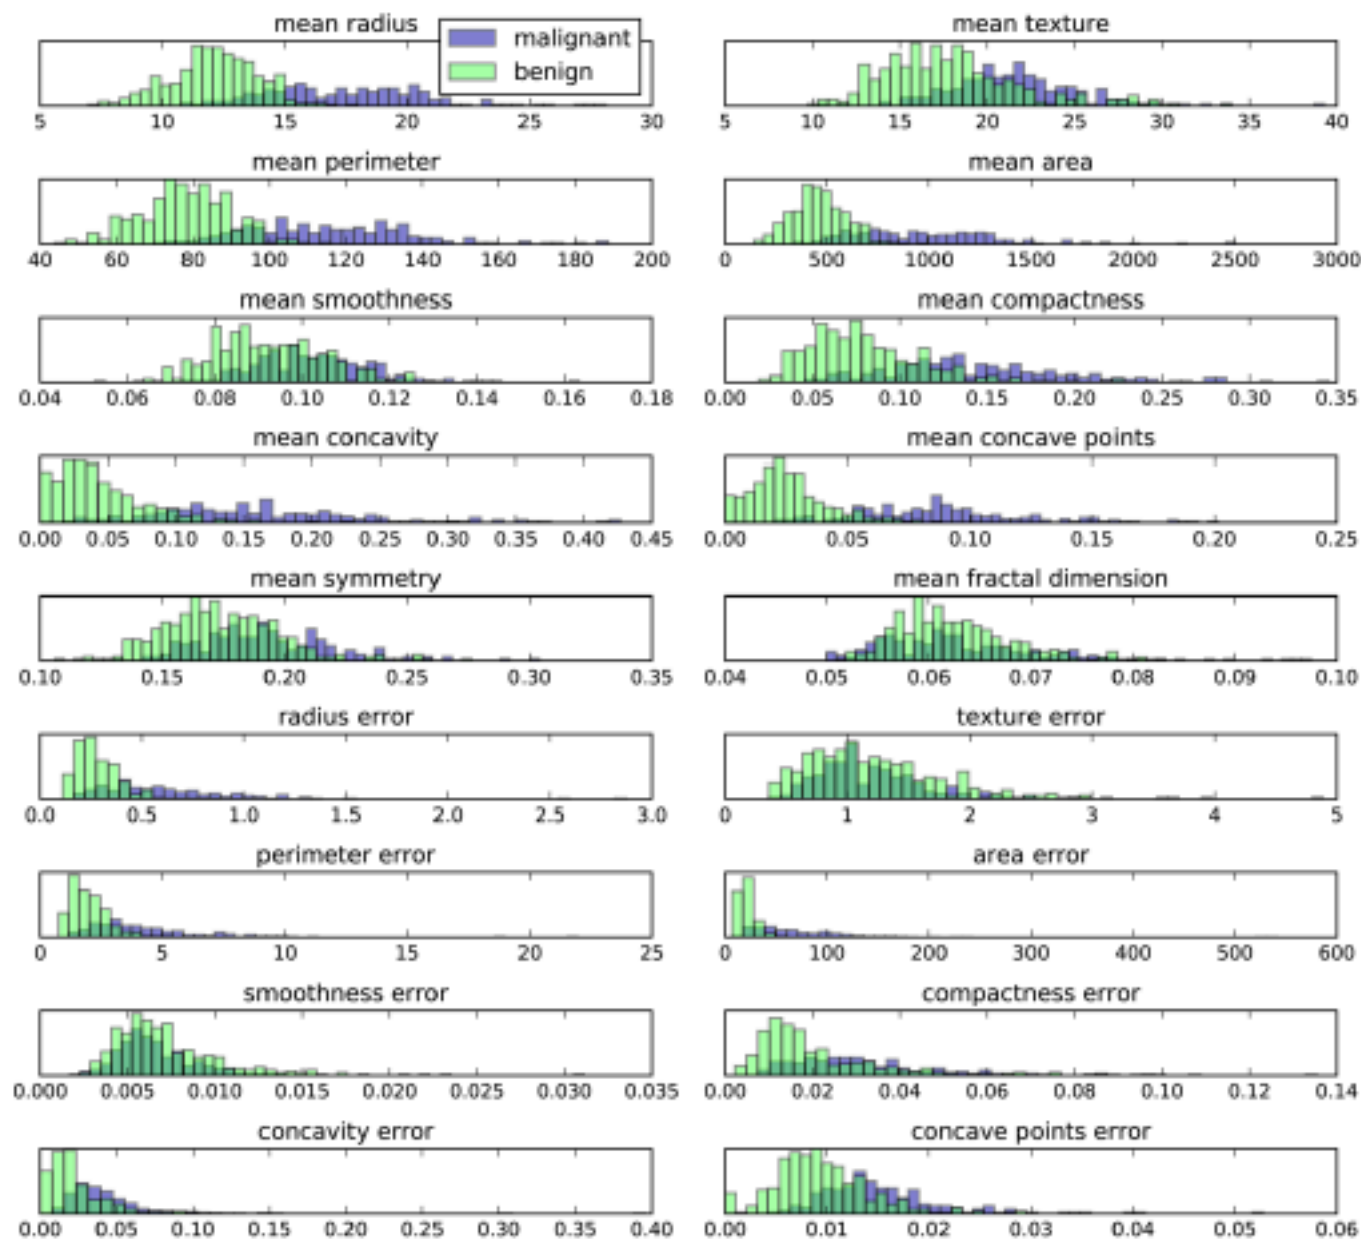 mean radius
malignant
benign
5 10 15 20 25 30
mean texture
5 10 15 20 25 30 35 40
mean perimeter
40 60 80 100 120 140 160 180 200
mean area
0 500 1000 1500 2000 2500 3000
mean smoothness
0.04 0.06 0.08 0.10 0.12 0.14 0.16 0.18
mean compactness
0.00 0.05 0.10 0.15 0.20 0.25 0.30 0.35
mean concavity
0.00 0.05 0.10 0.15 0.20 0.25 0.30 0.35 0.40 0.45
mean concave points
0.00 0.05 0.10 0.15 0.20 0.25
mean symmetry
0.10 0.15 0.20 0.25 0.30 0.35
mean fractal dimension
0.04 0.05 0.06 0.07 0.08 0.09 0.10
radius error
0.0 0.5 1.0 1.5 2.0 2.5 3.0
texture error
0 1 2 3 4 5
perimeter error
0 5 10 15 20 25
area error
0 100 200 300 400 500 600
smoothness error
0.000 0.005 0.010 0.015 0.020 0.025 0.030 0.035
compactness error
0.00 0.02 0.04 0.06 0.08 0.10 0.12 0.14
concavity error
0.00 0.05 0.10 0.15 0.20 0.25 0.30 0.35 0.40
concave points error
0.00 0.01 0.02 0.03 0.04 0.05 0.06